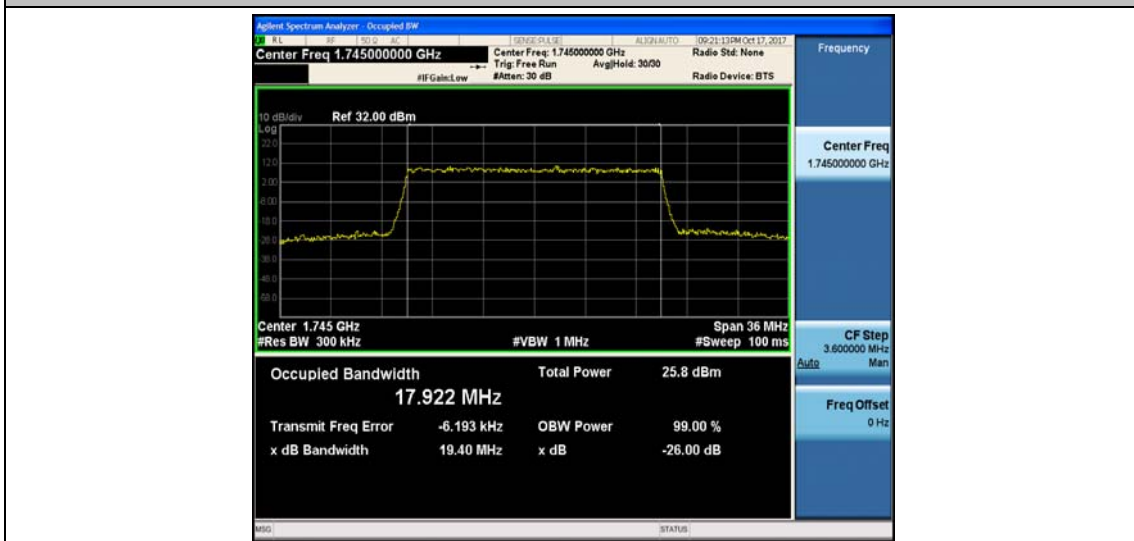 Agilent Spectrum Analyzer - Occupied BW
RL RF 50 Ω AC SENSE:PULSE ALIGN AUTO 09:21:13 PM Oct 17, 2017
Center Freq 1.745000000 GHz
Center Freq: 1.745000000 GHz
Radio Std: None
Trig: Free Run Avg|Hold: 30/30
#IFGain:Low #Atten: 30 dB Radio Device: BTS
10 dB/div Ref 32.00 dBm
Log
22.0
12.0
2.00
-8.00
-18.0
-28.0
-38.0
-48.0
-58.0
Center 1.745 GHz Span 36 MHz
#Res BW 300 kHz #VBW 1 MHz #Sweep 100 ms
Occupied Bandwidth Total Power 25.8 dBm
17.922 MHz
Transmit Freq Error -6.193 kHz OBW Power 99.00 %
x dB Bandwidth 19.40 MHz x dB -26.00 dB
MSG STATUS
Frequency
Center Freq
1.745000000 GHz
CF Step
3.600000 MHz
Auto Man
Freq Offset
0 Hz